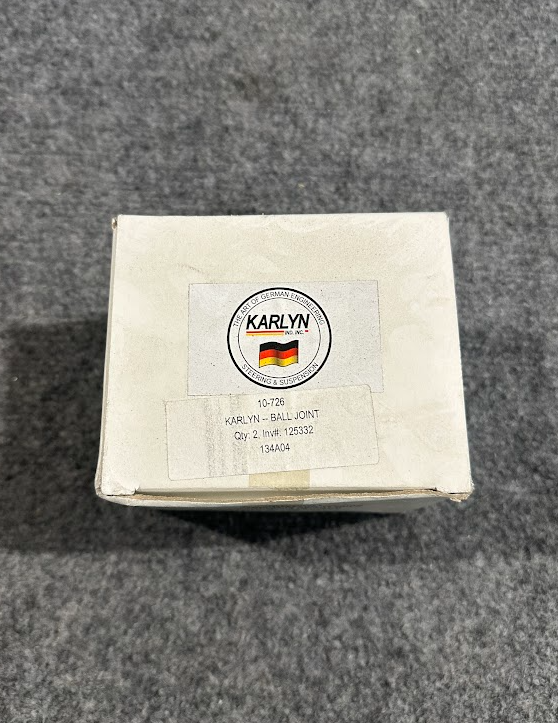 THE ART OF GERMAN ENGINEERING
KARLYN
IND. INC.
STEERING & SUSPENSION
10-726
KARLYN -- BALL JOINT
Qty: 2, Inv#: 125332
134A04